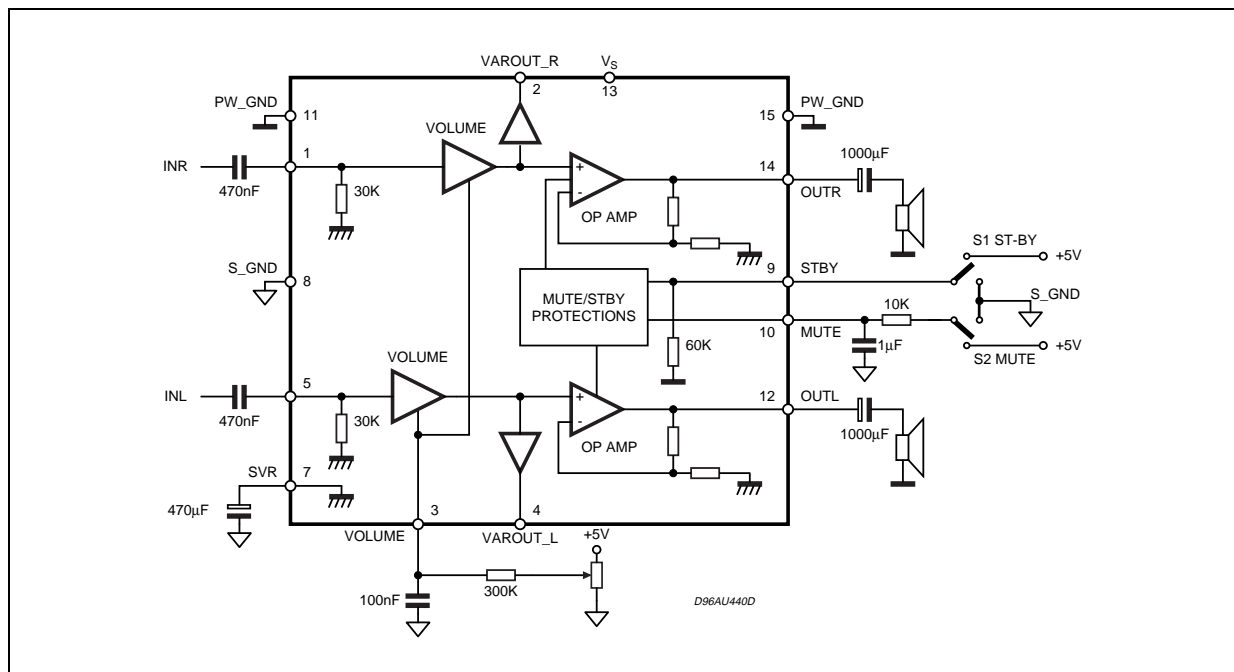 VAROUT_R
VS
2
13
PW_GND
11
VOLUME
15
PW_GND
INR
470nF
1
30K
+
-
OP AMP
14
OUTR
1000μF
S_GND
8
MUTE/STBY
PROTECTIONS
9
STBY
S1 ST-BY
+5V
S_GND
10
MUTE
10K
1μF
S2 MUTE
+5V
60K
VOLUME
INL
470nF
5
30K
+
-
OP AMP
12
OUTL
1000μF
SVR
7
470μF
3
VOLUME
4
VAROUT_L
+5V
300K
100nF
D96AU440D